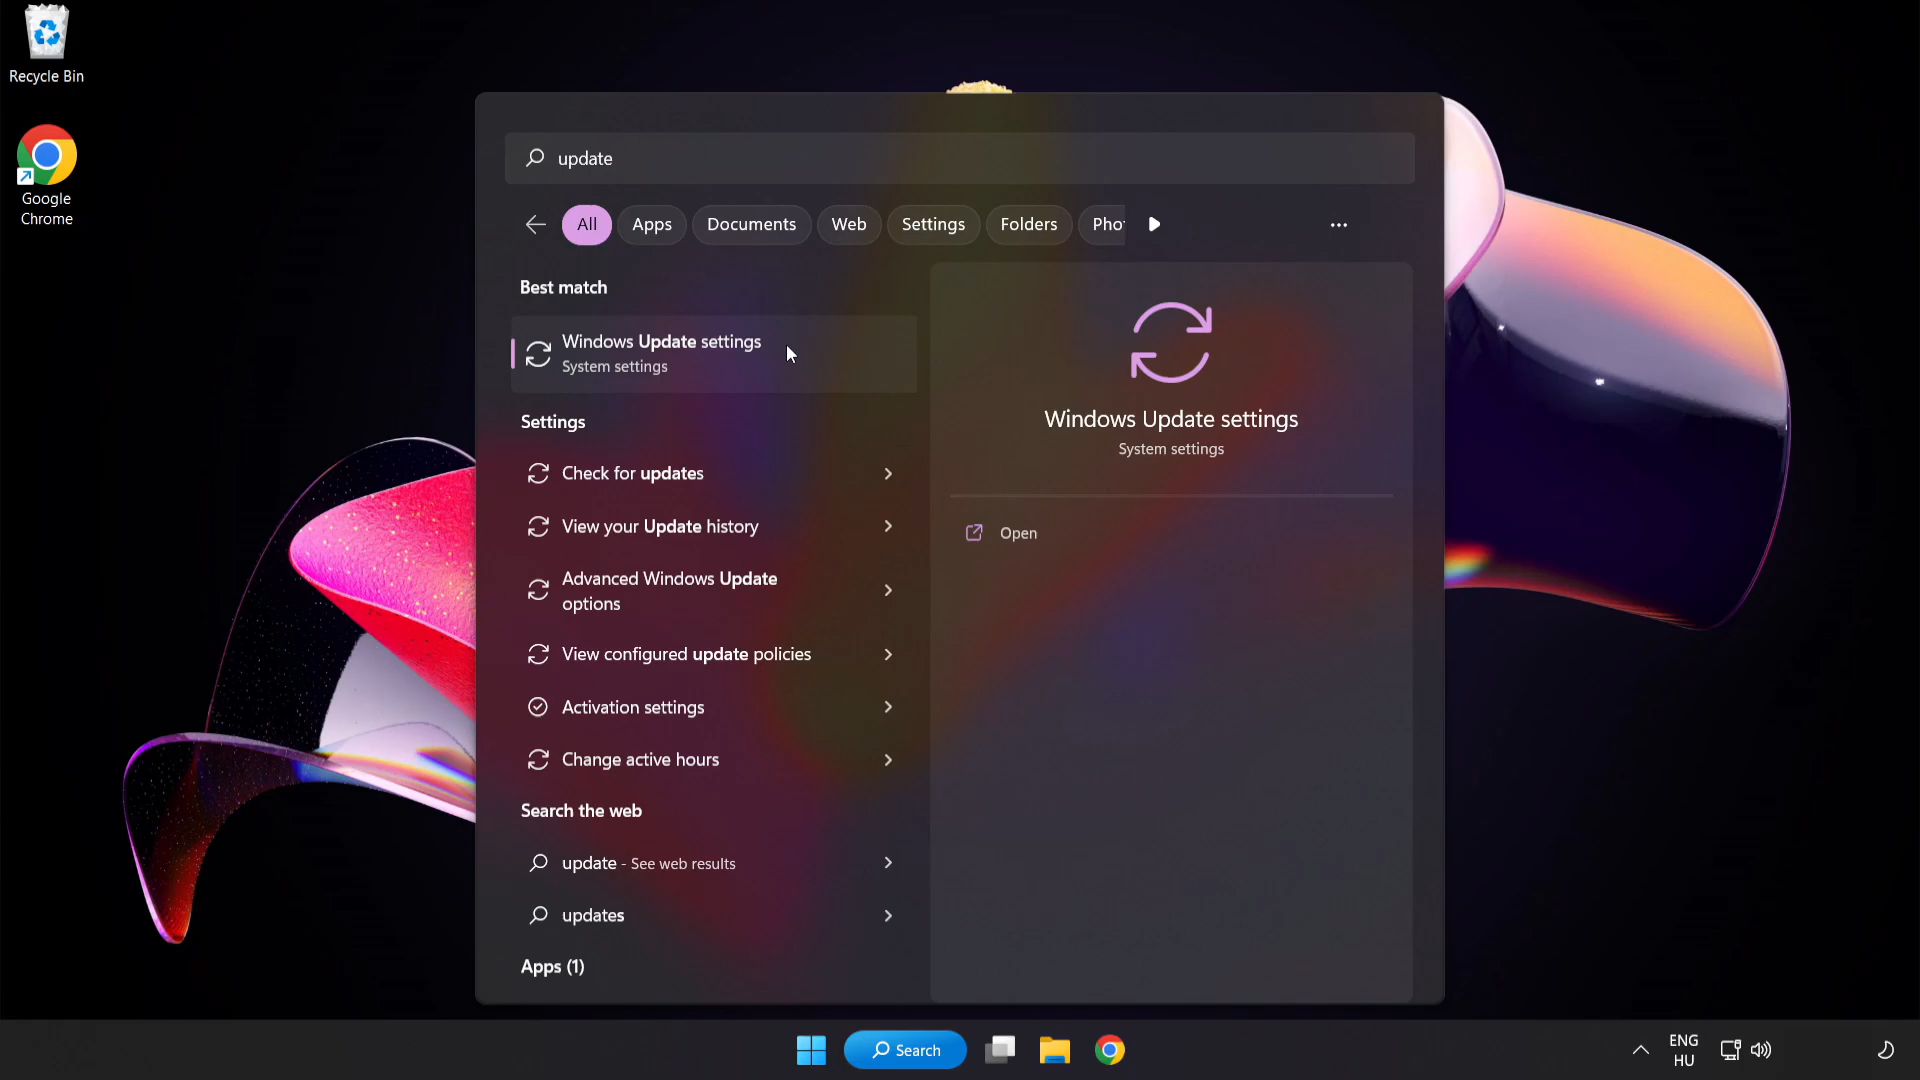 Recycle Bin
Google
Chrome
update
All
Apps
Documents
Web
Settings
Folders
Phot
Best match
Windows Update settings
System settings
Settings
Check for updates
View your Update history
Advanced Windows Update
options
View configured update policies
Activation settings
Change active hours
Search the web
update - See web results
updates
Apps (1)
Windows Update settings
System settings
Open
Search
ENG
HU